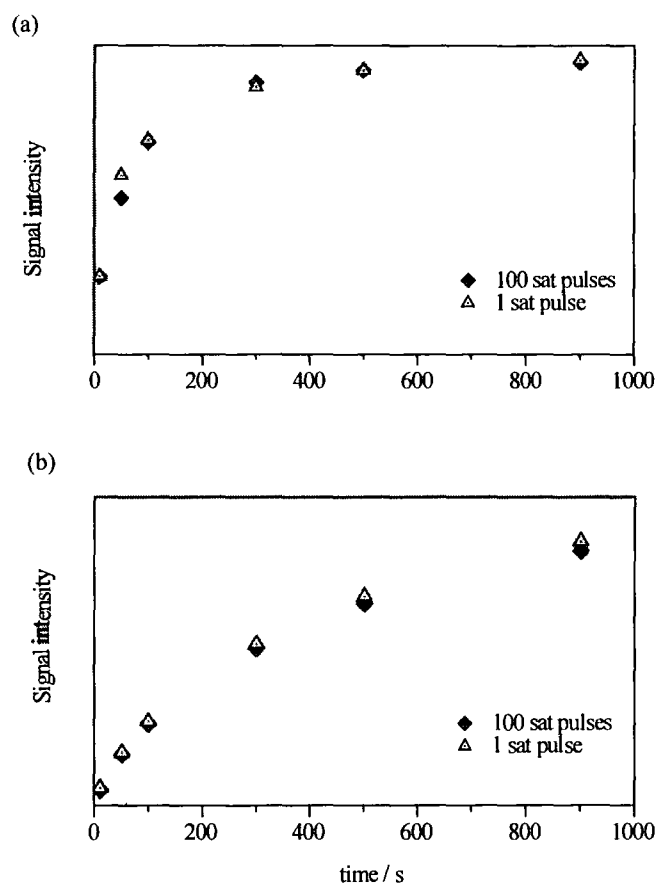 (a)
Signal intensity
100 sat pulses
1 sat pulse
0 200 400 600 800 1000
(b)
Signal intensity
100 sat pulses
1 sat pulse
0 200 400 600 800 1000
time / s